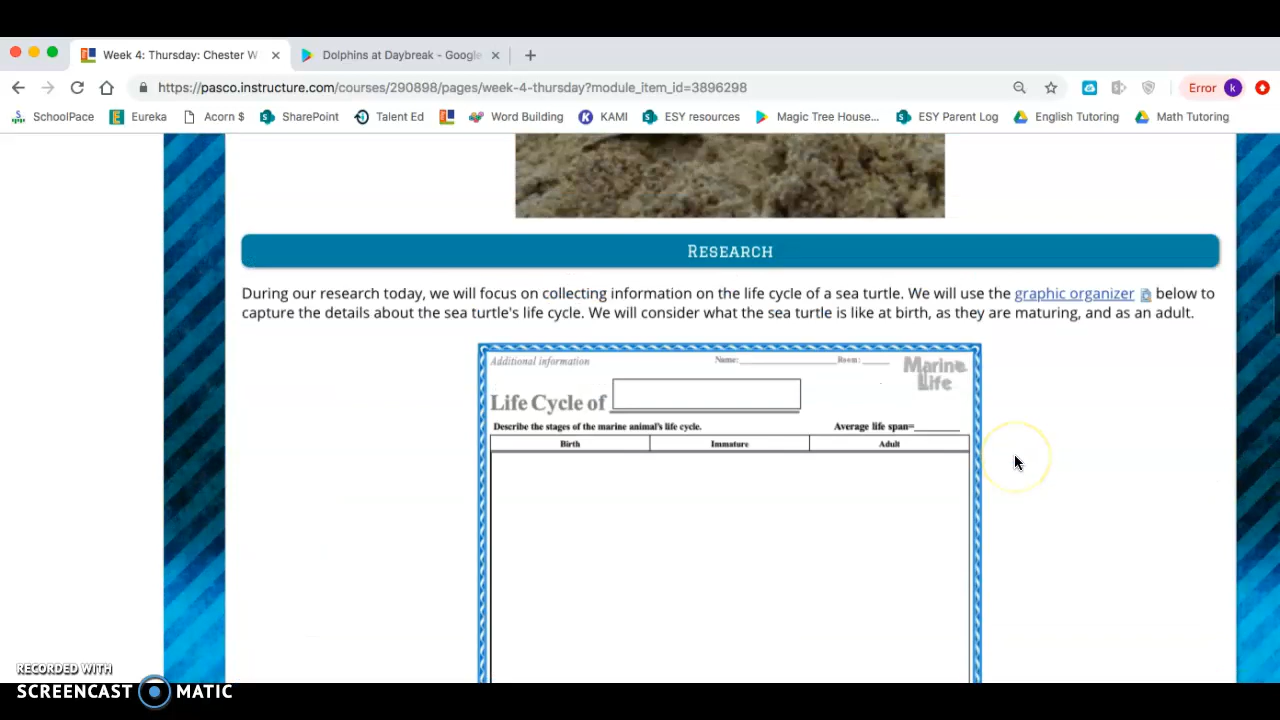 Week 4: Thursday: Chester W
Dolphins at Daybreak - Google
https://pasco.instructure.com/courses/290898/pages/week-4-thursday?module_item_id=3896298
Error k
SchoolPace Eureka Acorn $ SharePoint Talent Ed Word Building KAMI ESY resources Magic Tree House... ESY Parent Log English Tutoring Math Tutoring
Research
During our research today, we will focus on collecting information on the life cycle of a sea turtle. We will use the graphic organizer below to
capture the details about the sea turtle's life cycle. We will consider what the sea turtle is like at birth, as they are maturing, and as an adult.
Additional information Name: Room: Marine
Life
Life Cycle of
Describe the stages of the marine animal's life cycle. Average life span=
Birth Immature Adult
RECORDED WITH
SCREENCAST MATIC